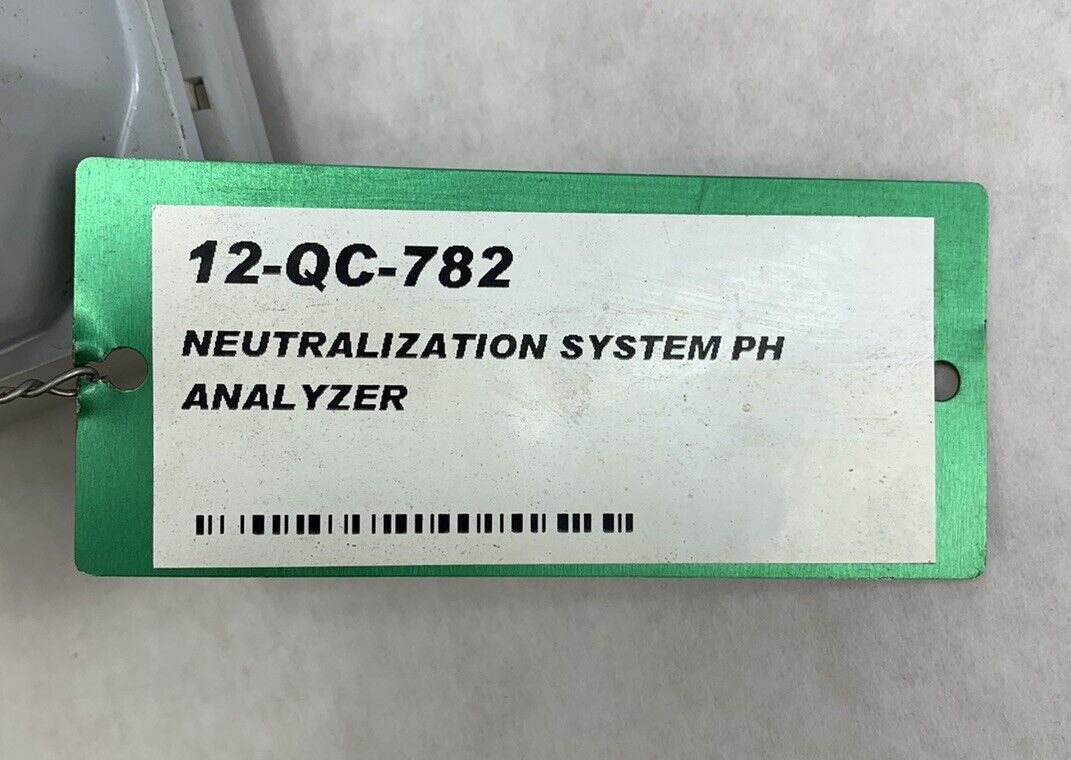 12-QC-782
NEUTRALIZATION SYSTEM PH
ANALYZER